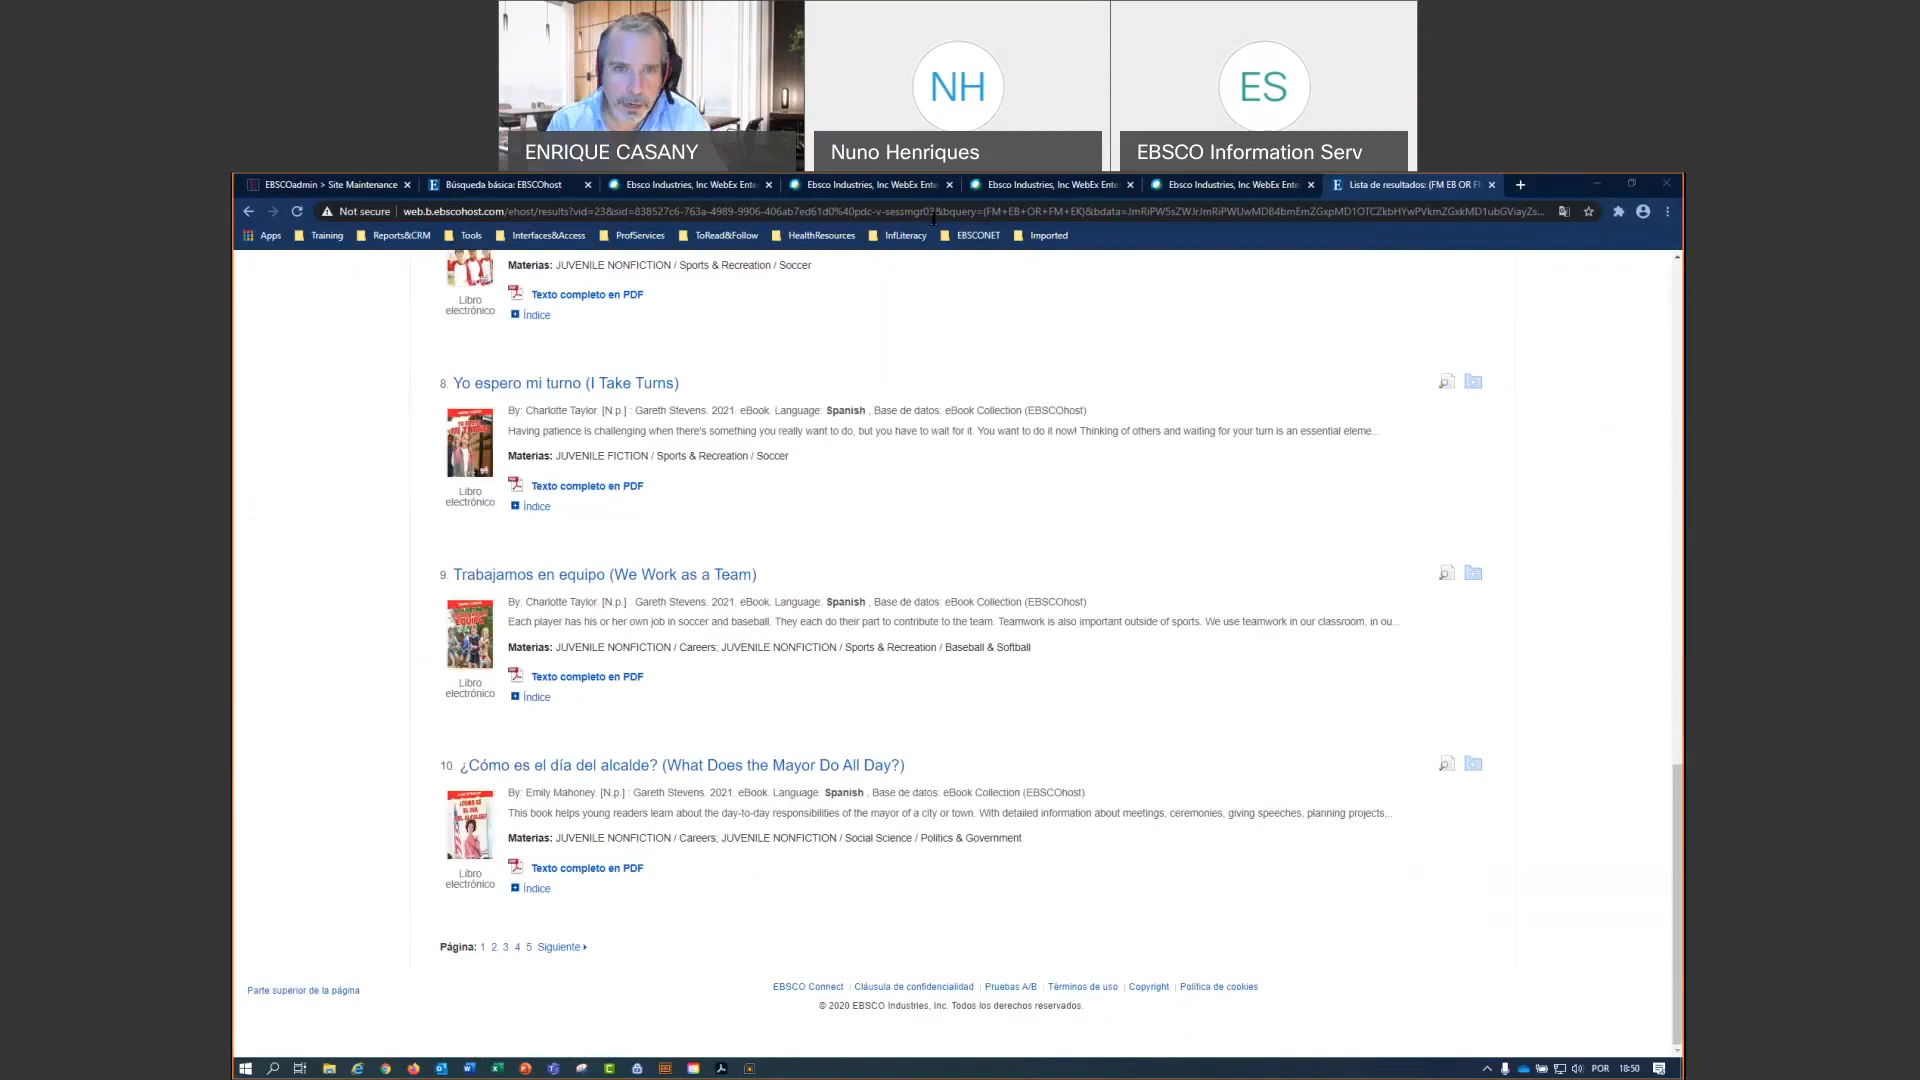 NH
ES
ENRIQUE CASANY
Nuno Henriques
EBSCO Information Serv
EBSCOadmin > Site Maintenance
Búsqueda básica: EBSCOhost
Ebsco Industries, Inc WebEx Ente
Ebsco Industries, Inc WebEx Ente
Ebsco Industries, Inc WebEx Ente
Ebsco Industries, Inc WebEx Ente
Lista de resultados: (FM EB OR F
Not secure
Apps
Training
Reports&CRM
Tools
Interfaces&Access
ProfServices
ToRead&Follow
HealthResources
InfLiteracy
EBSCONET
Imported
Materias: JUVENILE NONFICTION / Sports & Recreation / Soccer
Libro
electrónico
Texto completo en PDF
Índice
8. Yo espero mi turno (I Take Turns)
By: Charlotte Taylor. [N.p.] : Gareth Stevens. 2021. eBook. Language: Spanish , Base de datos: eBook Collection (EBSCOhost)
Having patience is challenging when there's something you really want to do, but you have to wait for it. You want to do it now! Thinking of others and waiting for your turn is an essential eleme...
Materias: JUVENILE FICTION / Sports & Recreation / Soccer
Libro
electrónico
Texto completo en PDF
Índice
9. Trabajamos en equipo (We Work as a Team)
By: Charlotte Taylor. [N.p.] : Gareth Stevens. 2021. eBook. Language: Spanish , Base de datos: eBook Collection (EBSCOhost)
Each player has his or her own job in soccer and baseball. They each do their part to contribute to the team. Teamwork is also important outside of sports. We use teamwork in our classroom, in ou...
Materias: JUVENILE NONFICTION / Careers; JUVENILE NONFICTION / Sports & Recreation / Baseball & Softball
Libro
electrónico
Texto completo en PDF
Índice
10. ¿Cómo es el día del alcalde? (What Does the Mayor Do All Day?)
By: Emily Mahoney. [N.p.] : Gareth Stevens. 2021. eBook. Language: Spanish , Base de datos: eBook Collection (EBSCOhost)
This book helps young readers learn about the day-to-day responsibilities of the mayor of a city or town. With detailed information about meetings, ceremonies, giving speeches, planning projects,...
Materias: JUVENILE NONFICTION / Careers; JUVENILE NONFICTION / Social Science / Politics & Government
Libro
electrónico
Texto completo en PDF
Índice
Página: 1 2 3 4 5 Siguiente
Parte superior de la página
EBSCO Connect | Cláusula de confidencialidad | Pruebas A/B | Términos de uso | Copyright | Política de cookies
© 2020 EBSCO Industries, Inc. Todos los derechos reservados.
POR
18:50